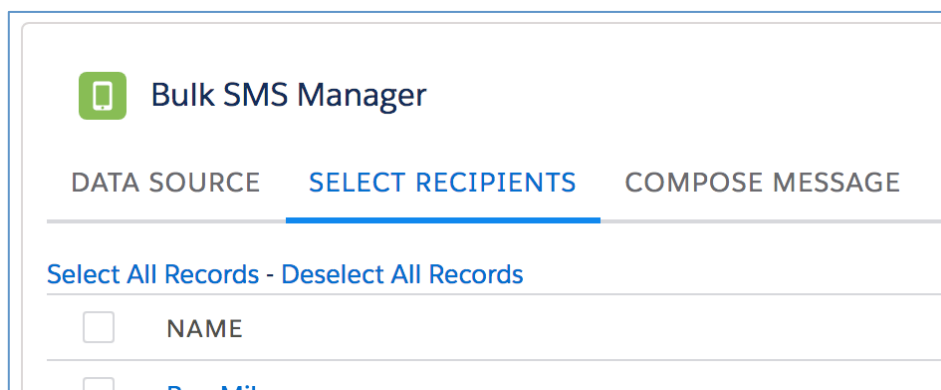 Bulk SMS Manager
DATA SOURCE SELECT RECIPIENTS COMPOSE MESSAGE
Select All Records - Deselect All Records
NAME